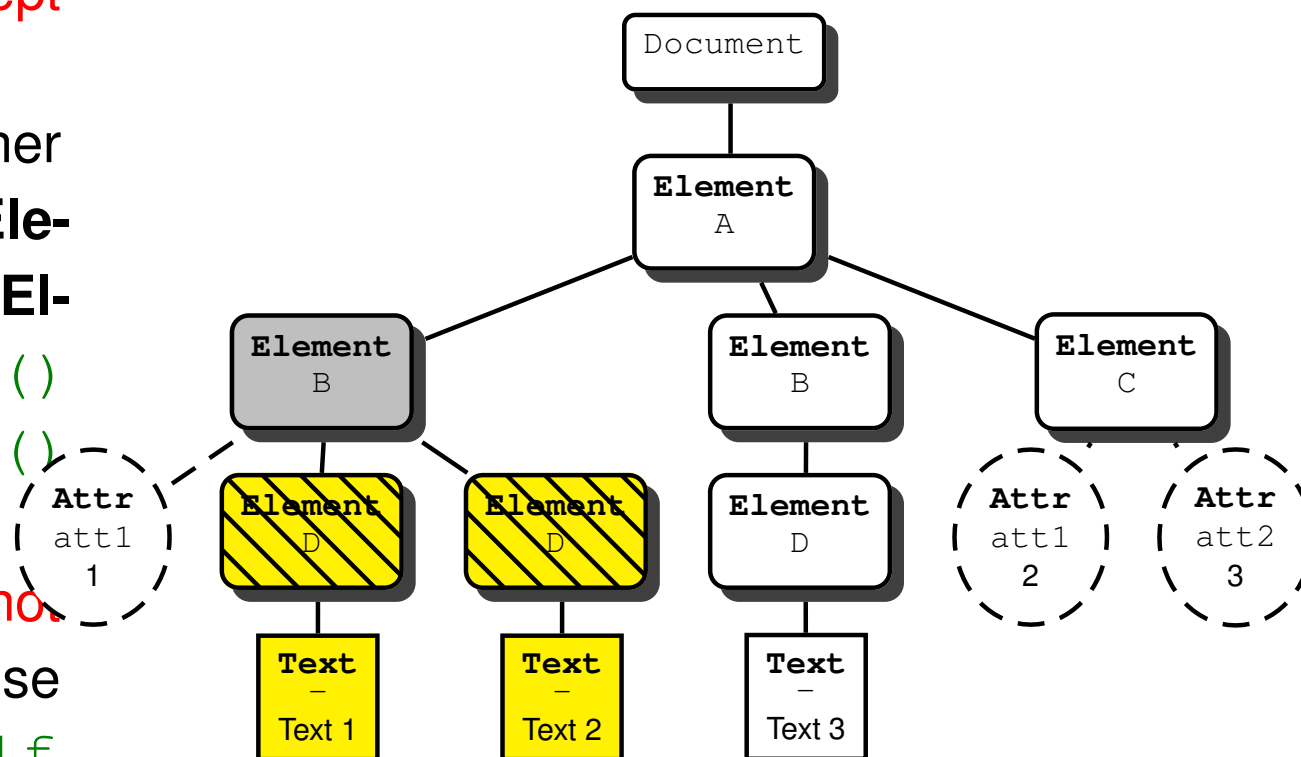 ept
ner
Ele-
El-
()
()
not
se
lf
Document
Element
A
Element
B
Element
B
Element
C
Attr
att1
1
Element
D
Element
D
Element
D
Attr
att1
2
Attr
att2
3
Text
–
Text 1
Text
–
Text 2
Text
–
Text 3